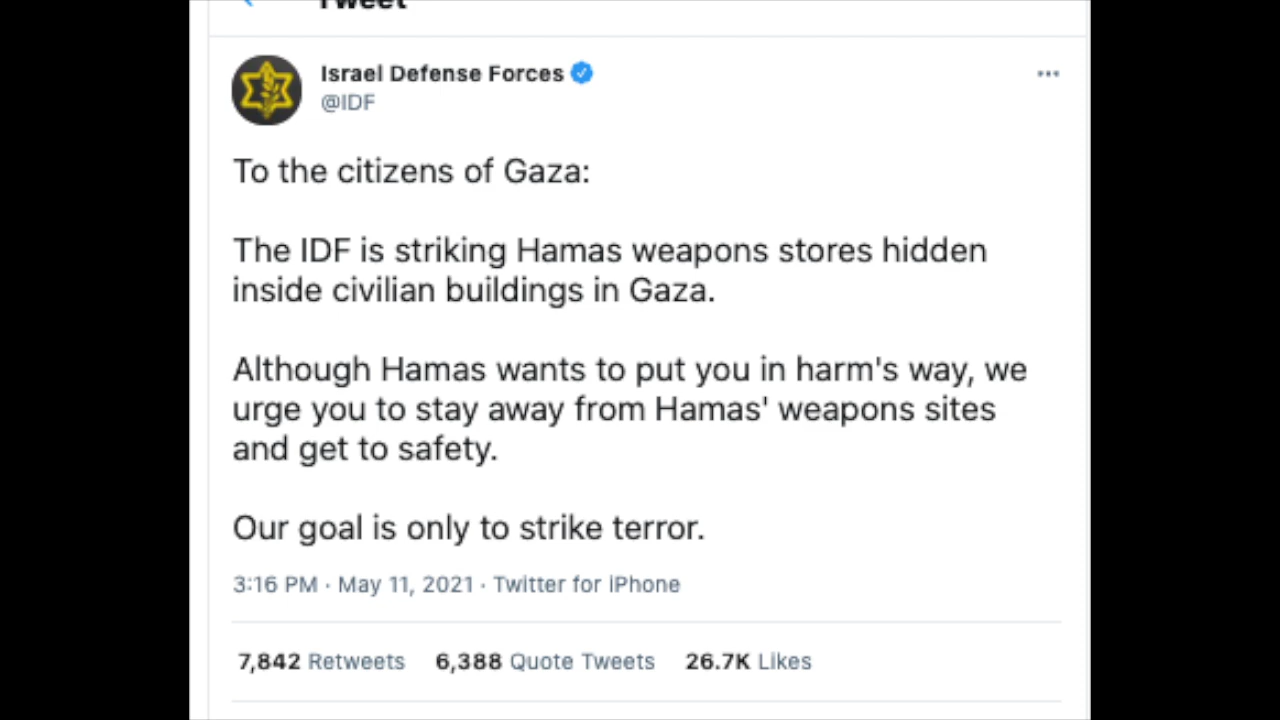 Tweet
Israel Defense Forces
@IDF
To the citizens of Gaza:
The IDF is striking Hamas weapons stores hidden
inside civilian buildings in Gaza.
Although Hamas wants to put you in harm's way, we
urge you to stay away from Hamas' weapons sites
and get to safety.
Our goal is only to strike terror.
3:16 PM · May 11, 2021 · Twitter for iPhone
7,842 Retweets 6,388 Quote Tweets 26.7K Likes